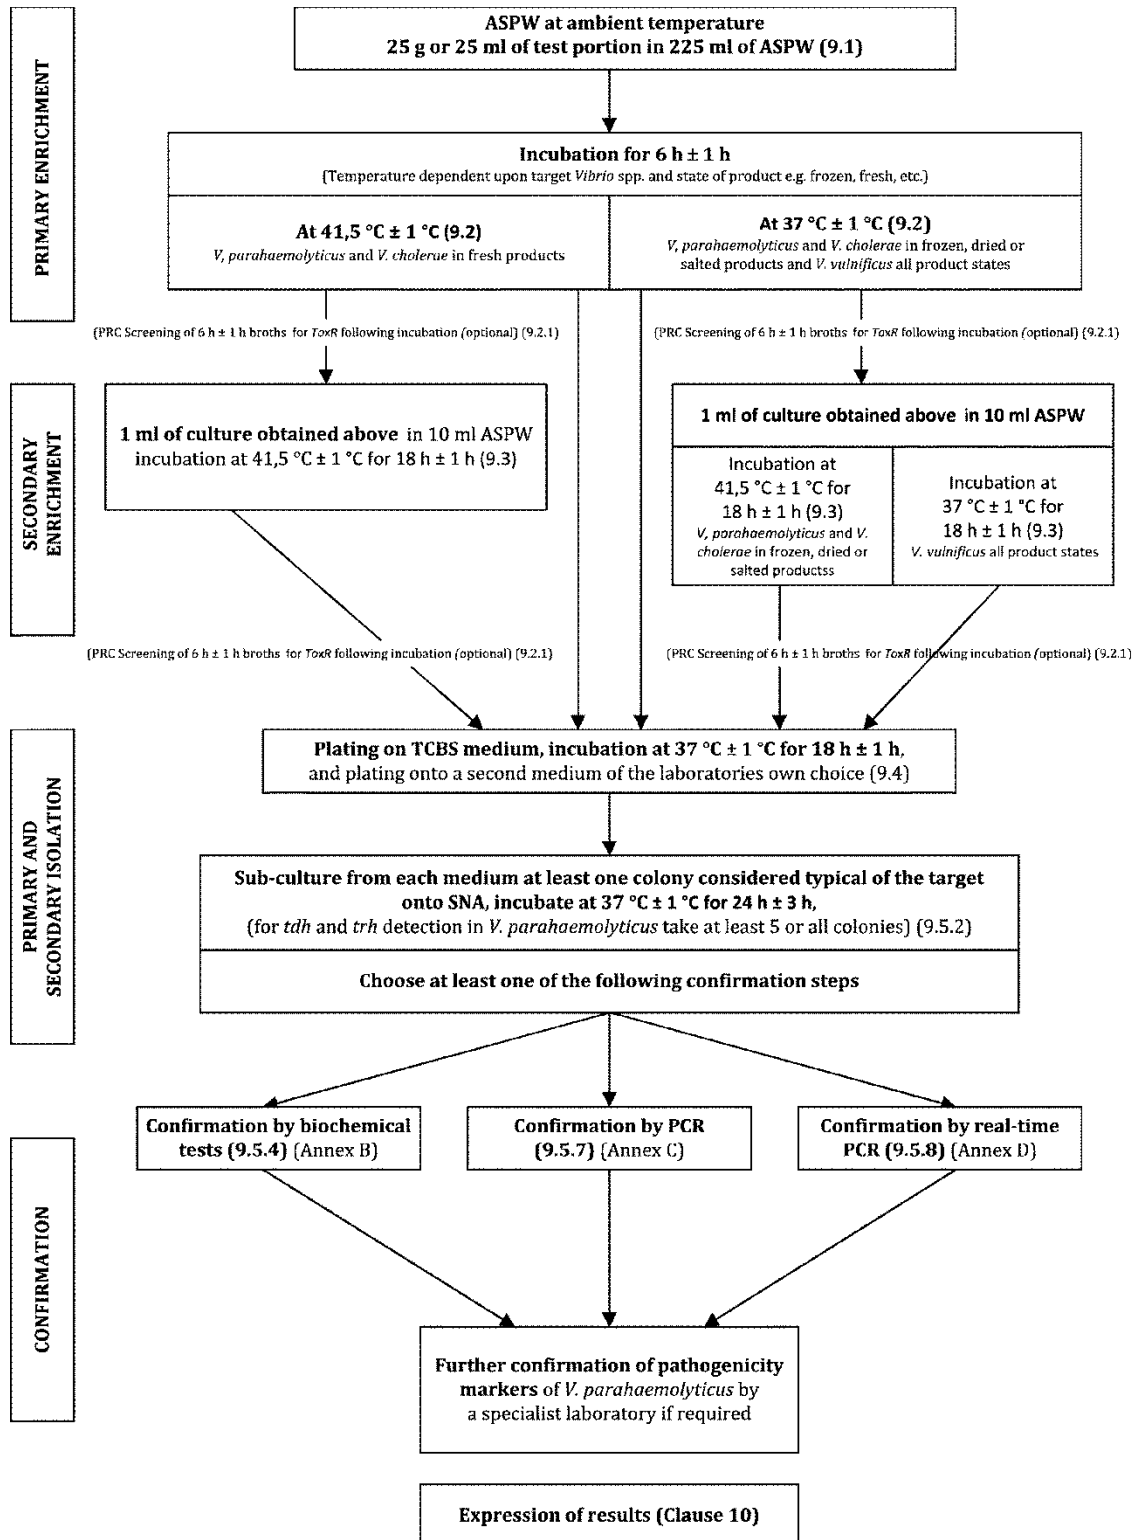 PRIMARY ENRICHMENT
ASPW at ambient temperature
25 g or 25 ml of test portion in 225 ml of ASPW (9.1)
Incubation for 6 h ± 1 h
(Temperature dependent upon target Vibrio spp. and state of product e.g. frozen, fresh, etc.)
At 41,5 °C ± 1 °C (9.2)
V, parahaemolyticus and V. cholerae in fresh products
At 37 °C ± 1 °C (9.2)
V, parahaemolyticus and V. cholerae in frozen, dried or
salted products and V. vulnificus all product states
(PRC Screening of 6 h ± 1 h broths for ToxR following incubation (optional) (9.2.1)
(PRC Screening of 6 h ± 1 h broths for ToxR following incubation (optional) (9.2.1)
SECONDARY
ENRICHMENT
1 ml of culture obtained above in 10 ml ASPW
incubation at 41,5 °C ± 1 °C for 18 h ± 1 h (9.3)
1 ml of culture obtained above in 10 ml ASPW
Incubation at
41,5 °C ± 1 °C for
18 h ± 1 h (9.3)
V, parahaemolyticus and V.
cholerae in frozen, dried or
salted productss
Incubation at
37 °C ± 1 °C for
18 h ± 1 h (9.3)
V. vulnificus all product states
(PRC Screening of 6 h ± 1 h broths for ToxR following incubation (optional) (9.2.1)
(PRC Screening of 6 h ± 1 h broths for ToxR following incubation (optional) (9.2.1)
PRIMARY AND
SECONDARY ISOLATION
Plating on TCBS medium, incubation at 37 °C ± 1 °C for 18 h ± 1 h,
and plating onto a second medium of the laboratories own choice (9.4)
Sub-culture from each medium at least one colony considered typical of the target
onto SNA, incubate at 37 °C ± 1 °C for 24 h ± 3 h,
(for tdh and trh detection in V. parahaemolyticus take at least 5 or all colonies) (9.5.2)
Choose at least one of the following confirmation steps
CONFIRMATION
Confirmation by biochemical
tests (9.5.4) (Annex B)
Confirmation by PCR
(9.5.7) (Annex C)
Confirmation by real-time
PCR (9.5.8) (Annex D)
Further confirmation of pathogenicity
markers of V. parahaemolyticus by
a specialist laboratory if required
Expression of results (Clause 10)